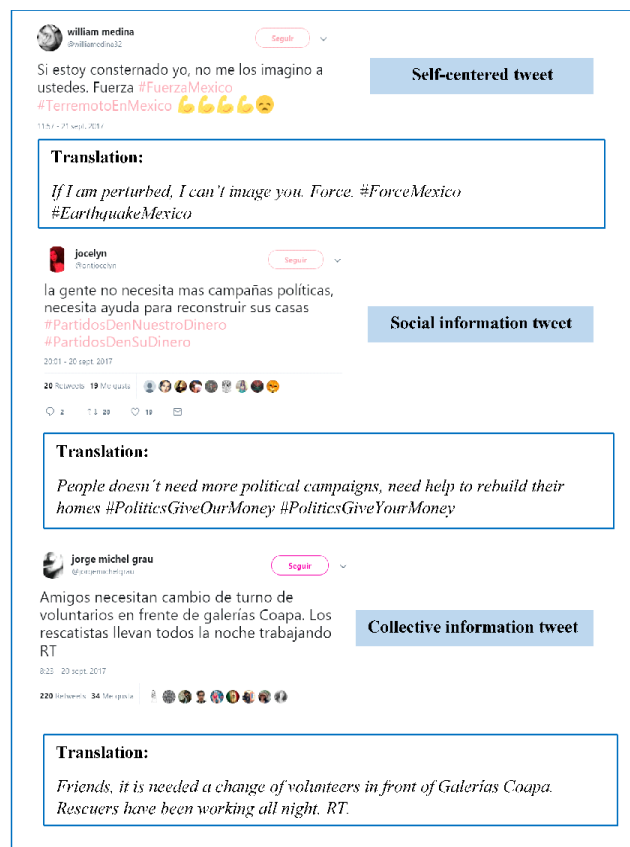 william medina
@williamedina32
Seguir
Si estoy consternado yo, no me los imagino a
ustedes. Fuerza #FuerzaMexico
#TerremotoEnMexico 💪💪💪💪😞
11:57 - 21 sept. 2017
Self-centered tweet
Translation:
If I am perturbed, I can't image you. Force. #ForceMexico
#EarthquakeMexico
jocelyn
Seguir
la gente no necesita mas campañas políticas,
necesita ayuda para reconstruir sus casas
#PartidosDenNuestroDinero
#PartidosDenSuDinero
20:01 - 20 sept. 2017
Social information tweet
20 Retweets 19 Me gusta
2 20 19
Translation:
People doesn´t need more political campaigns, need help to rebuild their
homes #PoliticsGiveOurMoney #PoliticsGiveYourMoney
jorge michel grau
@jorgemichelgrau
Seguir
Amigos necesitan cambio de turno de
voluntarios en frente de galerías Coapa. Los
rescatistas llevan todos la noche trabajando
RT
8:23 - 20 sept. 2017
Collective information tweet
220 Retweets 34 Me gusta
Translation:
Friends, it is needed a change of volunteers in front of Galerías Coapa.
Rescuers have been working all night. RT.